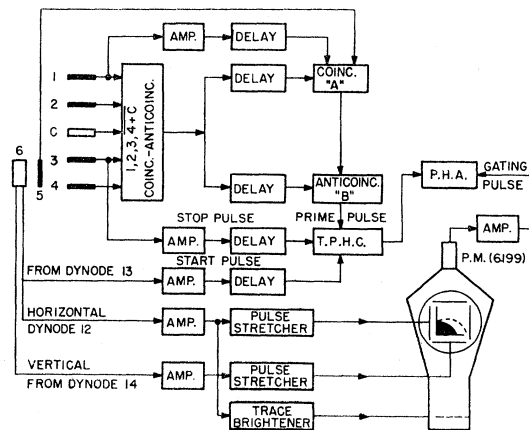 AMP.
DELAY
1
COINC.
"A"
DELAY
2
1,2,3,4+C
COINC.-ANTICOINC.
C
6
3
P.H.A.
GATING
PULSE
4
5
DELAY
ANTICOINC.
"B"
STOP PULSE
PRIME PULSE
AMP.
DELAY
T.P.H.C.
AMP.
START PULSE
P.M. (6199)
FROM DYNODE 13
AMP.
DELAY
HORIZONTAL
DYNODE 12
AMP.
PULSE
STRETCHER
VERTICAL
FROM DYNODE 14
AMP.
PULSE
STRETCHER
TRACE
BRIGHTENER